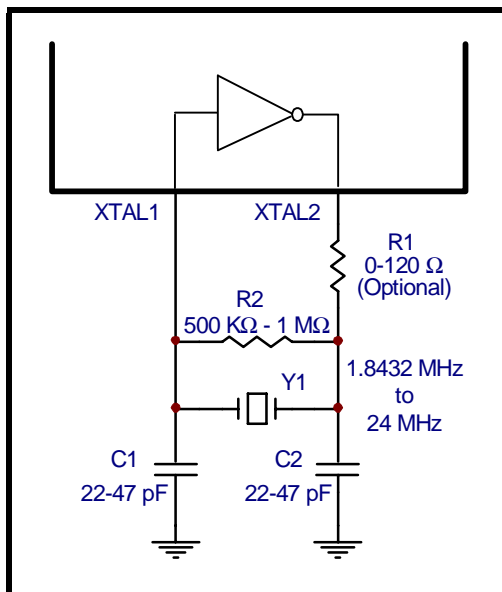 XTAL1
XTAL2
R1
0-120 Ω
(Optional)
R2
500 KΩ - 1 MΩ
Y1
1.8432 MHz
to
24 MHz
C1
22-47 pF
C2
22-47 pF